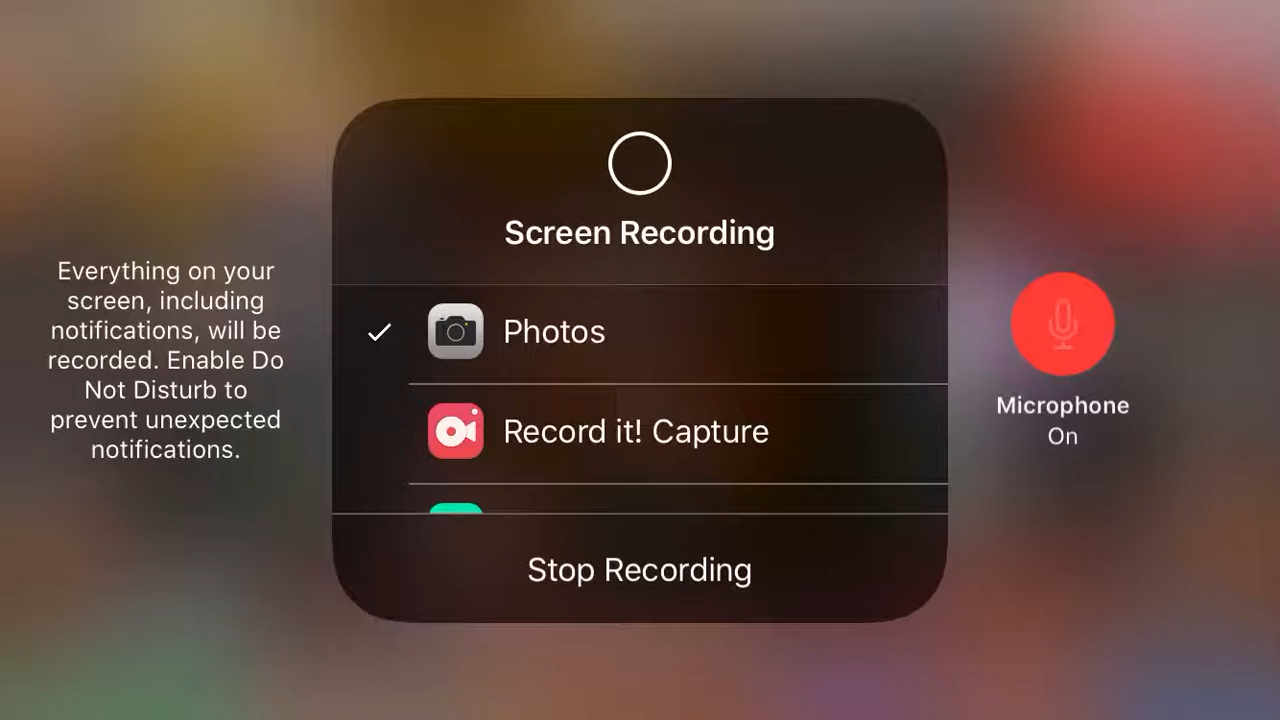 Everything on your
screen, including
notifications, will be
recorded. Enable Do
Not Disturb to
prevent unexpected
notifications.
Screen Recording
Photos
Record it! Capture
Stop Recording
Microphone
On